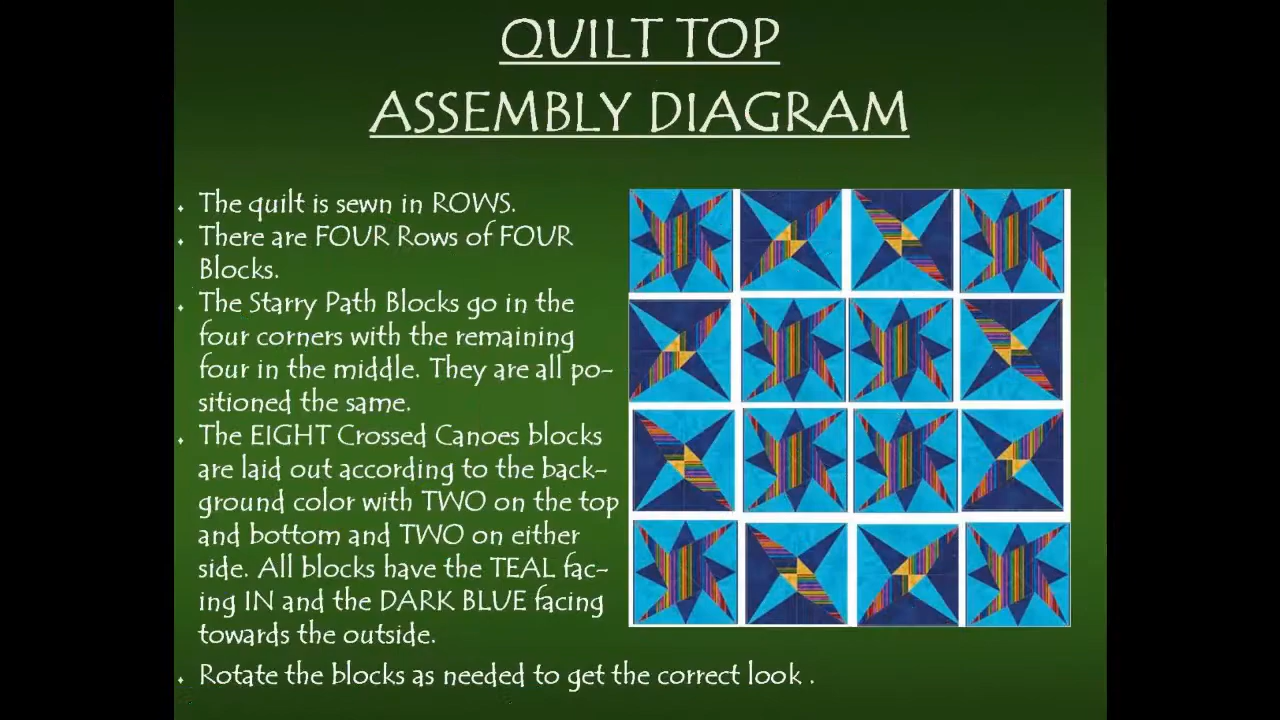 QUILT TOP
ASSEMBLY DIAGRAM
The quilt is sewn in ROWS.
There are FOUR Rows of FOUR
Blocks.
The Starry Path Blocks go in the
four corners with the remaining
four in the middle. They are all po-
sitioned the same.
The EIGHT Crossed Canoes blocks
are laid out according to the back-
ground color with TWO on the top
and bottom and TWO on either
side. All blocks have the TEAL fac-
ing IN and the DARK BLUE facing
towards the outside.
Rotate the blocks as needed to get the correct look .